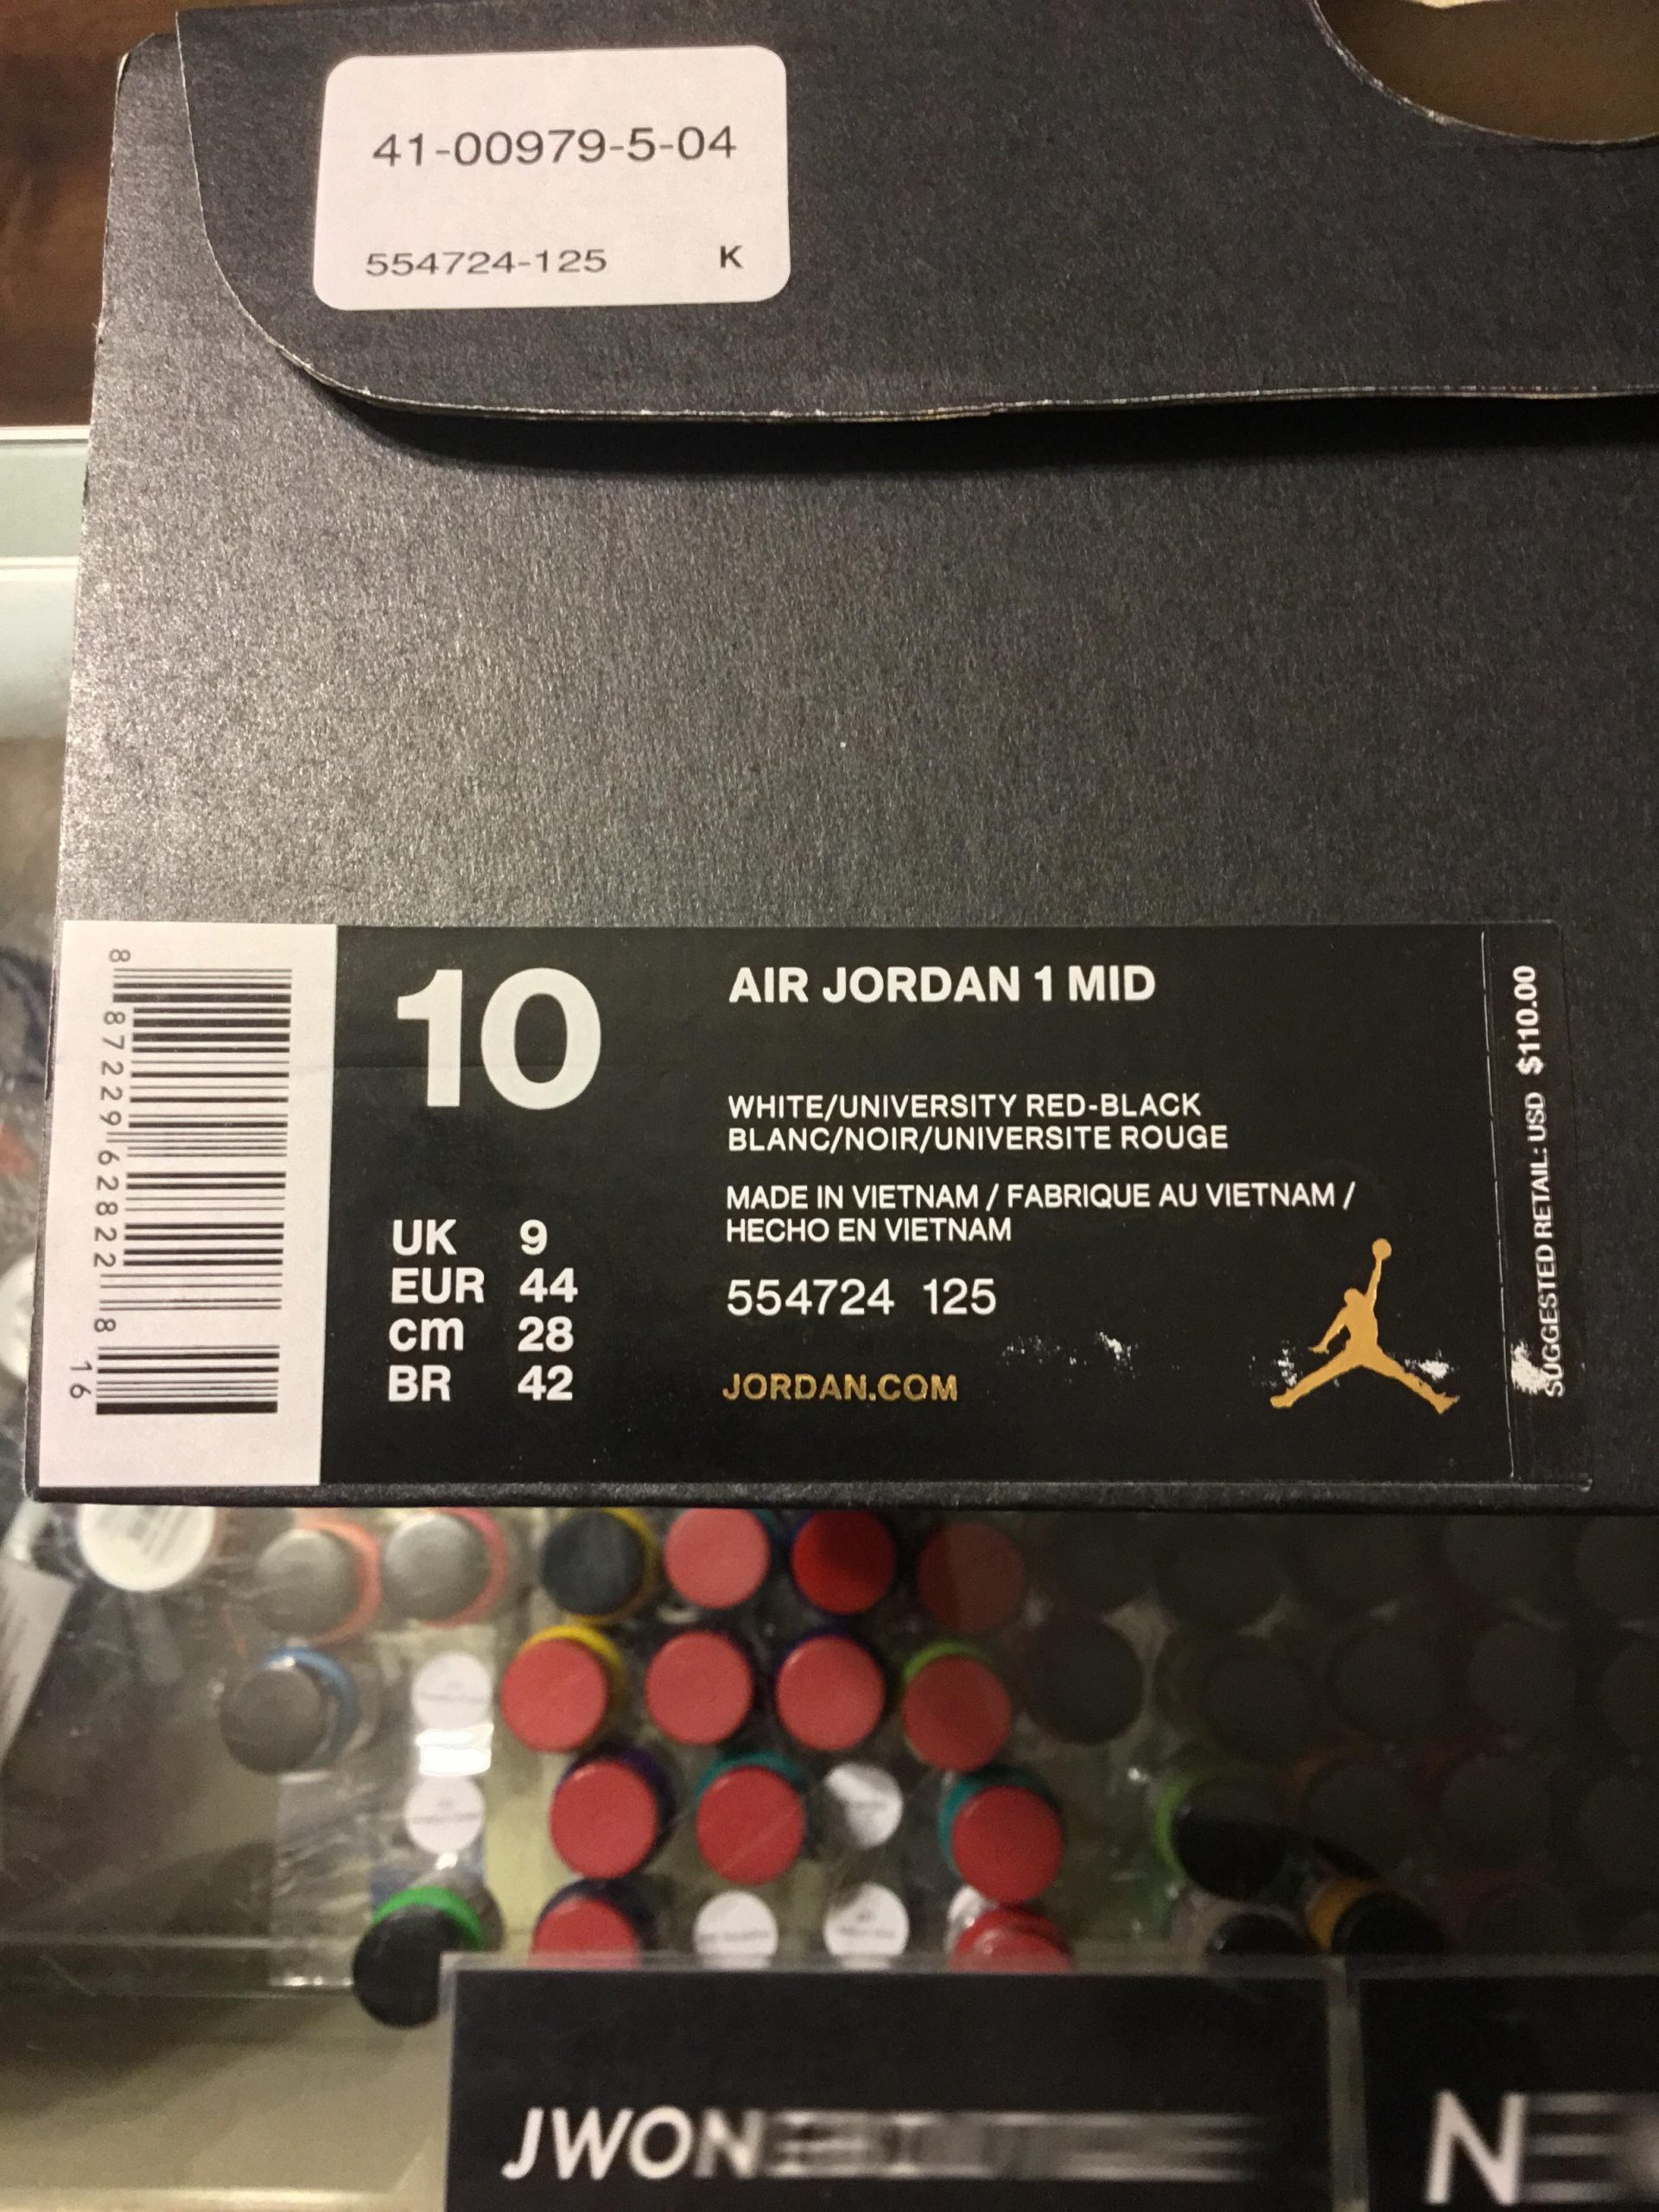 41-00979-5-04
554724-125 K
8 87229 62822 8 16
10
UK 9
EUR 44
cm 28
BR 42
AIR JORDAN 1 MID
WHITE/UNIVERSITY RED-BLACK
BLANC/NOIR/UNIVERSITE ROUGE
MADE IN VIETNAM / FABRIQUE AU VIETNAM /
HECHO EN VIETNAM
554724 125
JORDAN.COM
SUGGESTED RETAIL: USD $110.00
JWON